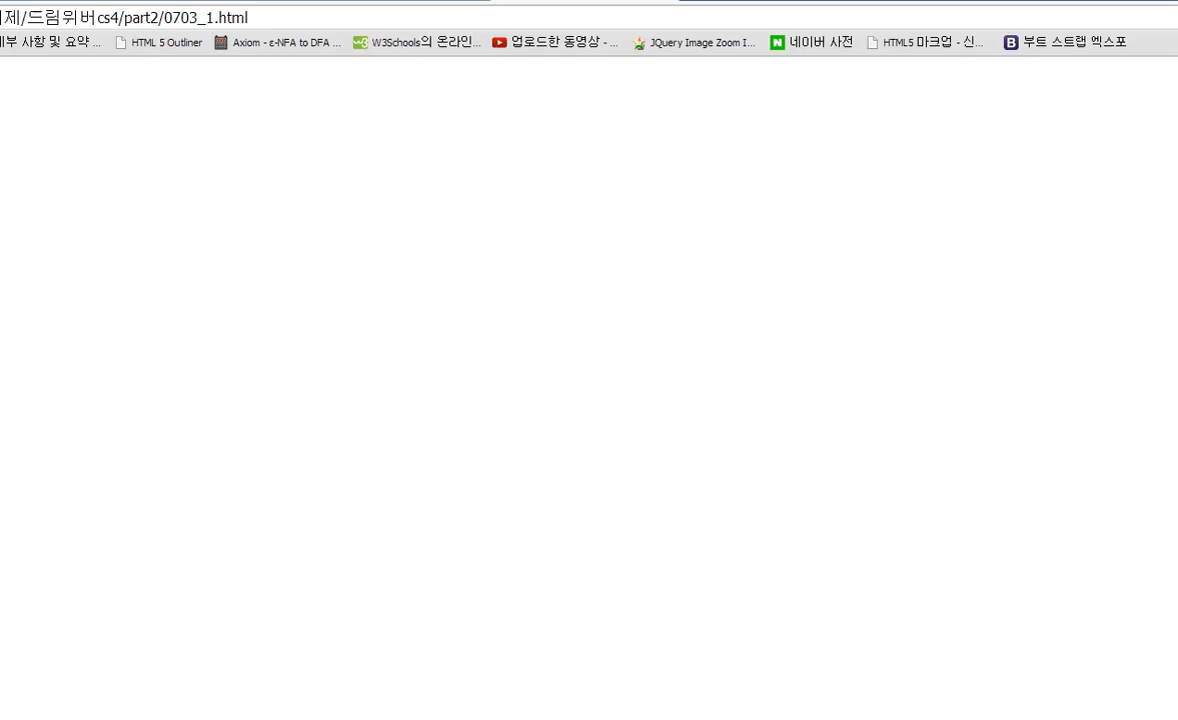 제/드림위버cs4/part2/0703_1.html
세부 사항 및 요약 ... HTML 5 Outliner Axiom - ε-NFA to DFA ... W3Schools의 온라인... 업로드한 동영상 - ... JQuery Image Zoom I... 네이버 사전 HTML5 마크업 - 신... 부트 스트랩 엑스포